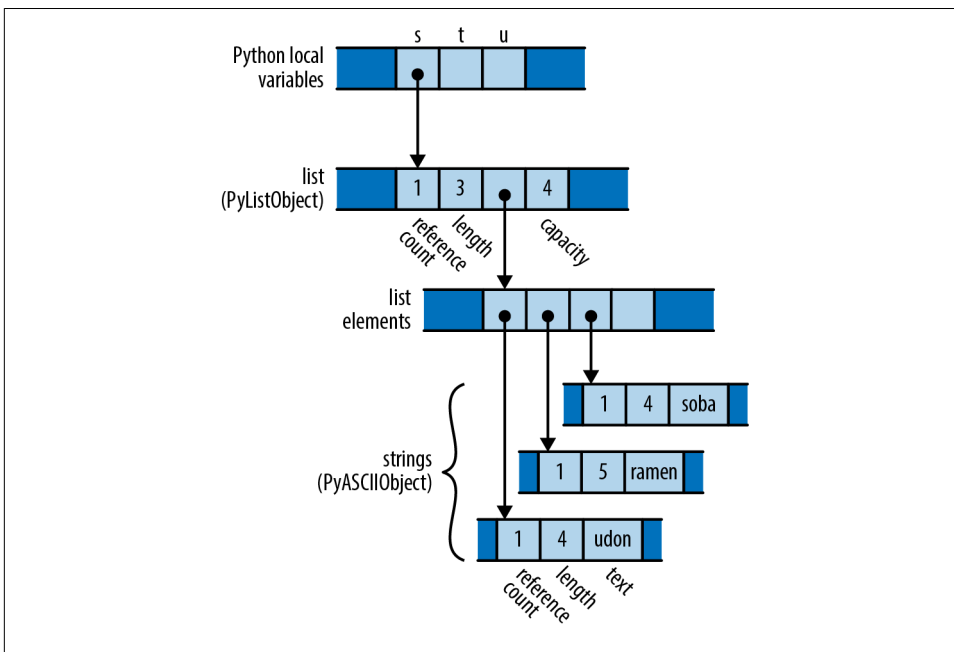 s t u
Python local
variables
list
(PyListObject)
1 3 4
reference
count
length
capacity
list
elements
1 4 soba
strings
(PyASCIIObject)
1 5 ramen
1 4 udon
reference
count
length
text